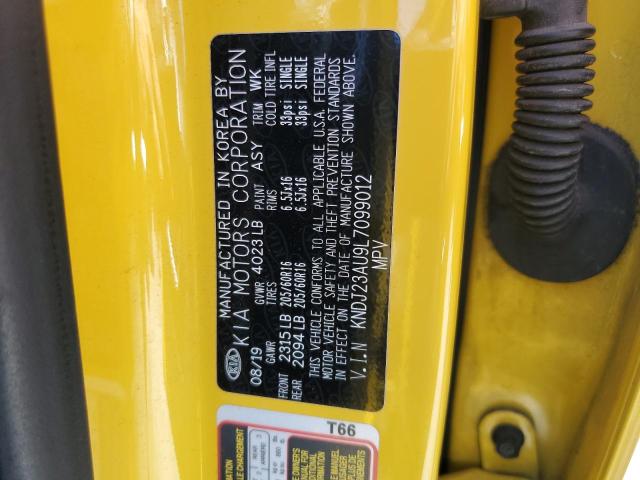 MANUFACTURED IN KOREA BY
KIA KIA MOTORS CORPORATION
08/19 GVWR 4023 LB PAINT ASY TRIM WK
GAWR TIRES RIMS COLD TIRE INFL
FRONT 2315 LB 205/60R16 6.5Jx16 33psi SINGLE
REAR 2094 LB 205/60R16 6.5Jx16 33psi SINGLE
THIS VEHICLE CONFORMS TO ALL APPLICABLE U.S.A. FEDERAL
MOTOR VEHICLE SAFETY AND THEFT PREVENTION STANDARDS
IN EFFECT ON THE DATE OF MANUFACTURE SHOWN ABOVE.
V.I.N KNDJ23AU9L7099012
MPV
T66